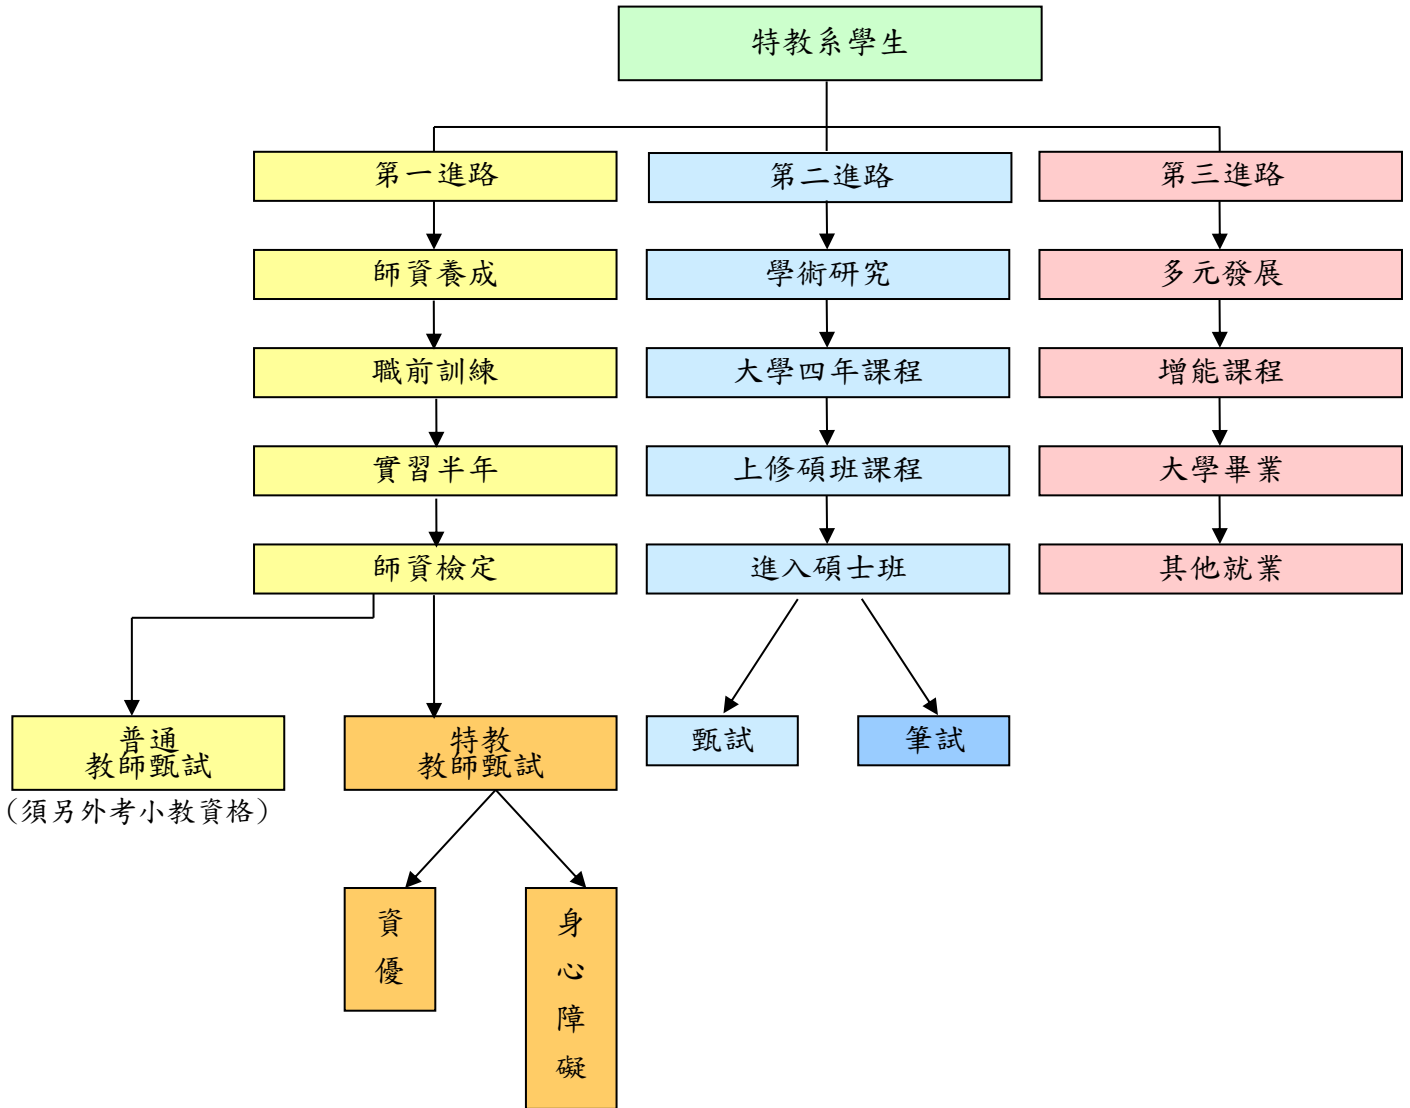 特教系學生
第一進路
第二進路
第三進路
師資養成
學術研究
多元發展
職前訓練
大學四年課程
增能課程
實習半年
上修碩班課程
大學畢業
師資檢定
進入碩士班
其他就業
普通
教師甄試
(須另外考小教資格)
特教
教師甄試
甄試
筆試
資優
身心障礙